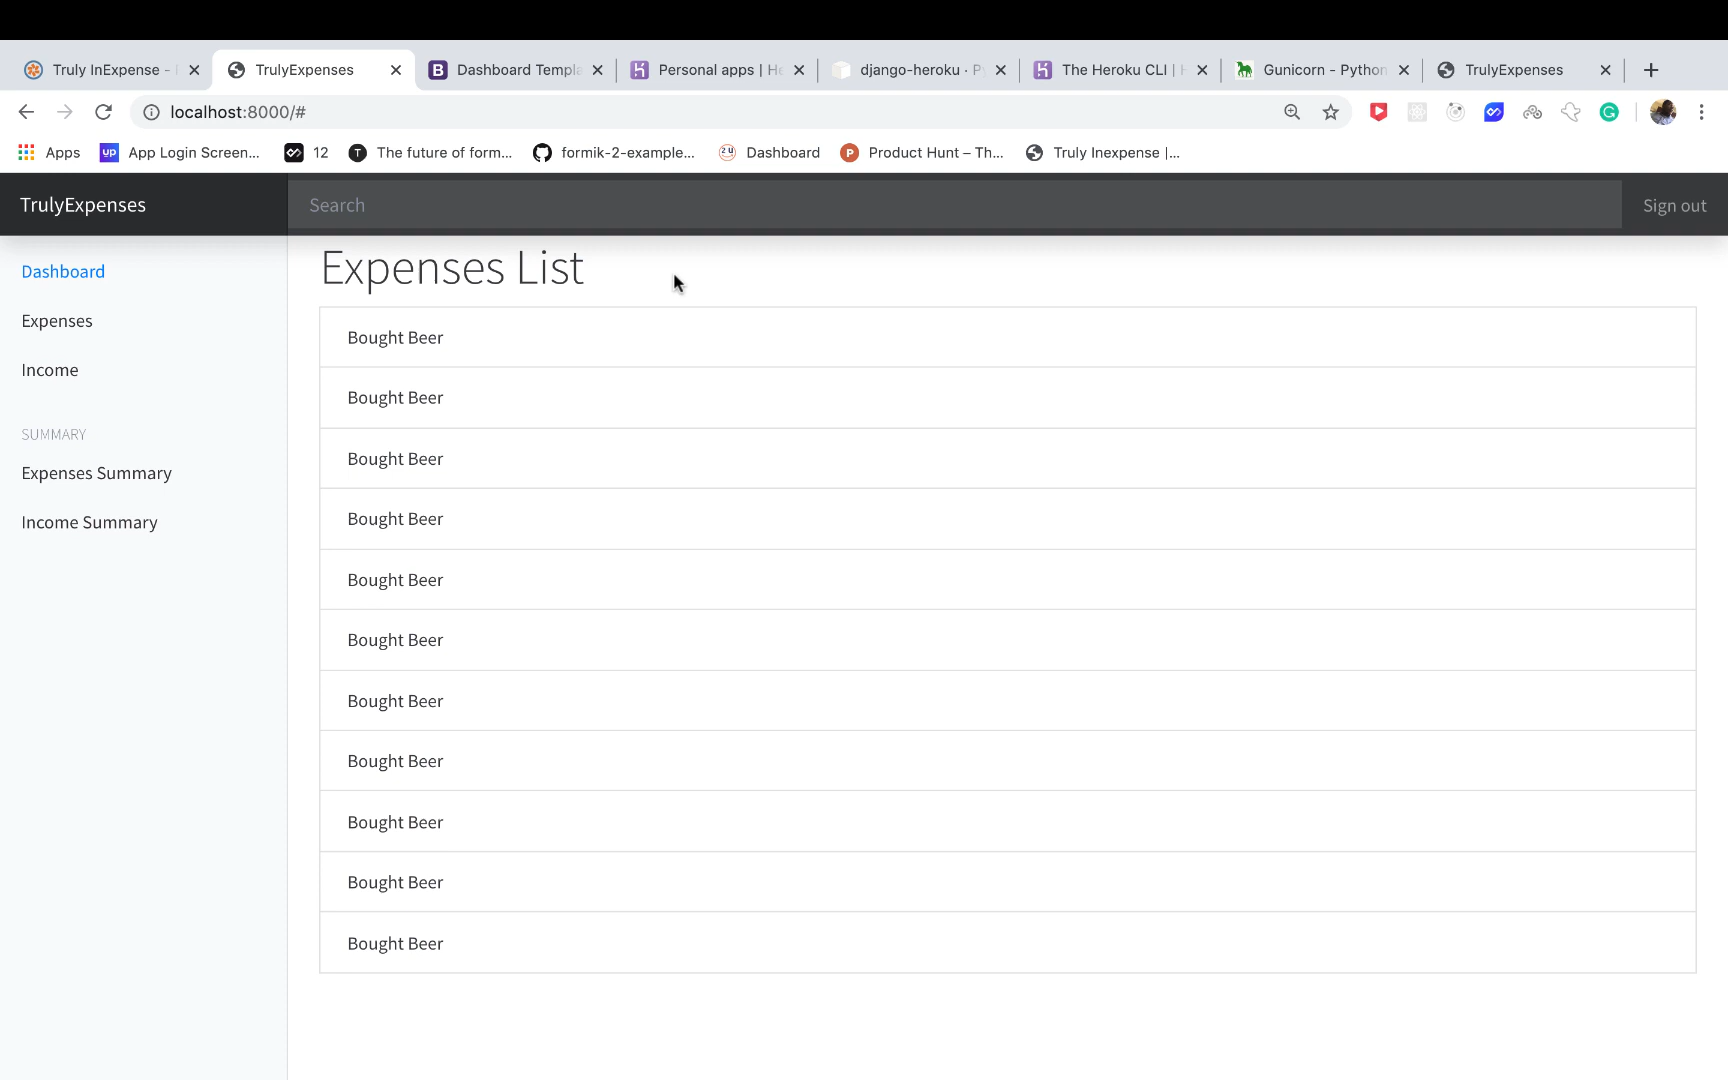 Truly InExpense -
TrulyExpenses
Dashboard Templa
Personal apps | He
django-heroku · P
The Heroku CLI | H
Gunicorn - Python
TrulyExpenses
localhost:8000/#
Apps
App Login Screen...
12
The future of form...
formik-2-example...
Dashboard
Product Hunt – Th...
Truly Inexpense |...
TrulyExpenses
Search
Sign out
Dashboard
Expenses
Income
SUMMARY
Expenses Summary
Income Summary
Expenses List
Bought Beer
Bought Beer
Bought Beer
Bought Beer
Bought Beer
Bought Beer
Bought Beer
Bought Beer
Bought Beer
Bought Beer
Bought Beer